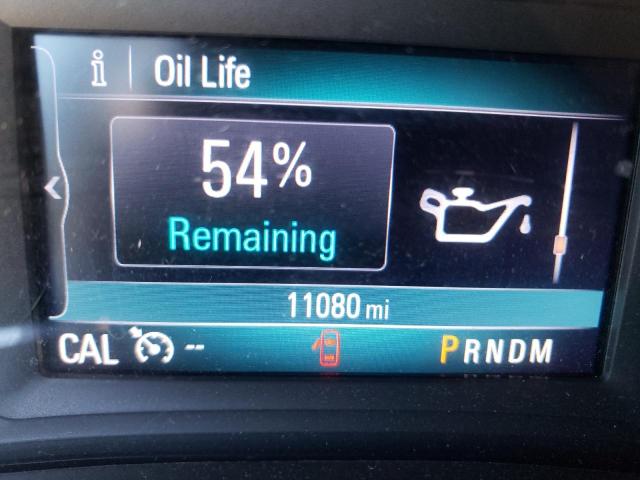 i Oil Life
54%
Remaining
11080 mi
CAL -- PRNDM